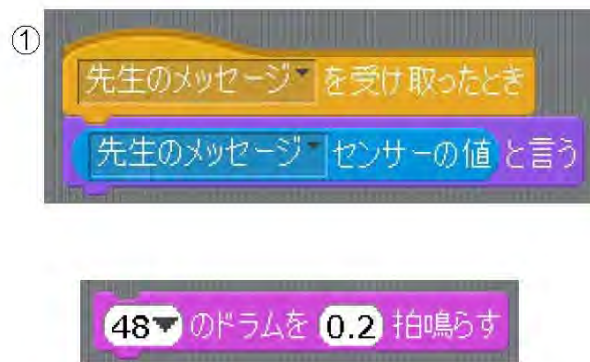 ①
先生のメッセージ を受け取ったとき
先生のメッセージ センサーの値 と言う
48 のドラムを 0.2 拍鳴らす